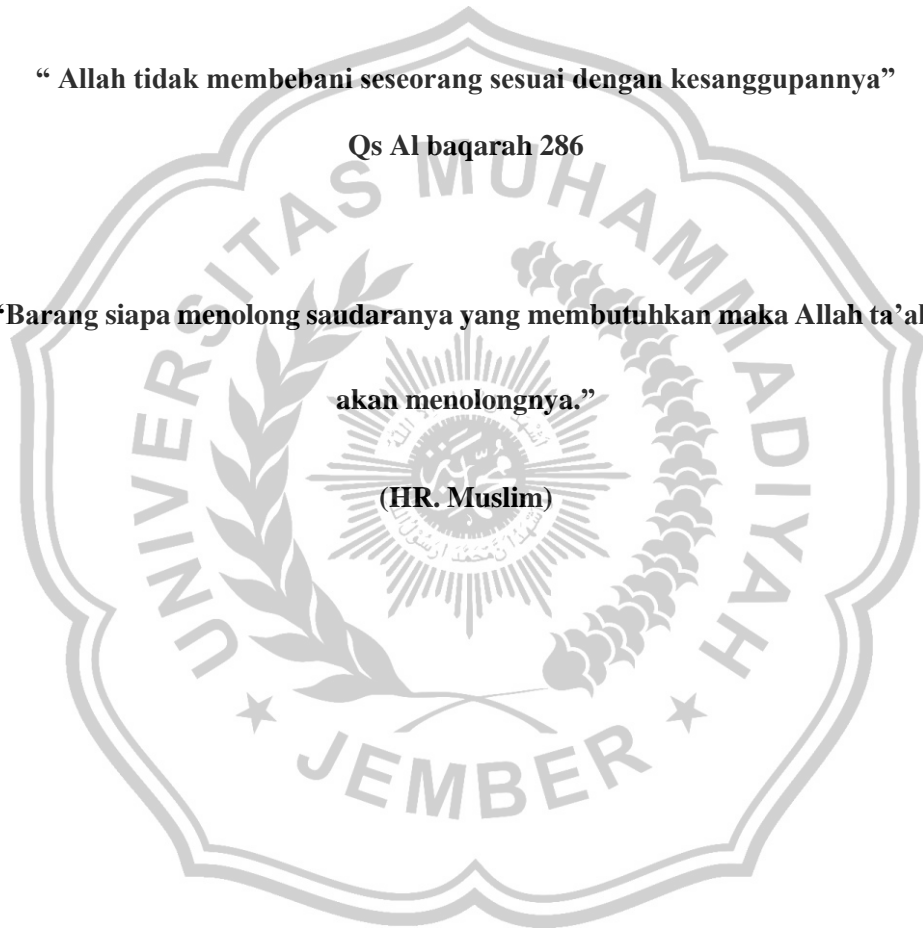 “ Allah tidak membebani seseorang sesuai dengan kesanggupannya”
Qs Al baqarah 286
“Barang siapa menolong saudaranya yang membutuhkan maka Allah ta’al
akan menolongnya.”
(HR. Muslim)
UNIVERSITAS MUHAMMADIYAH
JEMBER